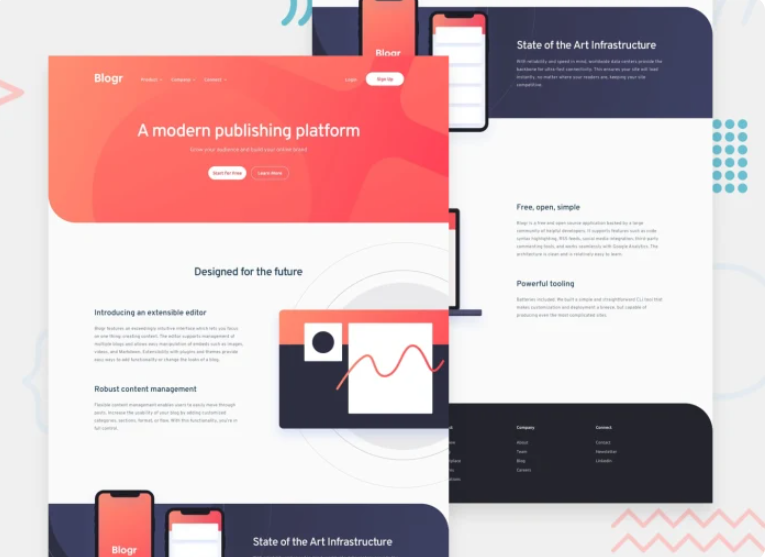 Blogr
Product
Company
Connect
Login
Sign Up
A modern publishing platform
Grow your audience and build your online brand
Start for Free
Learn More
Designed for the future
Introducing an extensible editor
Blogr features an exceedingly intuitive interface which lets you focus
on one thing: creating content. The editor supports management of
multiple blogs and allows easy manipulation of embeds such as images,
videos, and Markdown. Extensibility with plugins and themes provide
easy ways to add functionality or change the looks of a blog.
Robust content management
Flexible content management enables users to easily move through
posts. Increase the usability of your blog by adding customized
categories, sections, format, or flow. With this functionality, you're in
full control.
Blogr
State of the Art Infrastructure
Blogr
State of the Art Infrastructure
With reliability and speed in mind, worldwide data centers provide the
backbone for ultra-fast connectivity. This ensures your site will load
instantly, no matter where your readers are, keeping your site
competitive.
Free, open, simple
Blogr is a free and open source application backed by a large
community of helpful developers. It supports features such as code
syntax highlighting, RSS feeds, social media integration, third-party
commenting tools, and works seamlessly with Google Analytics. The
architecture is clean and is relatively easy to learn.
Powerful tooling
Batteries included. We built a simple and straightforward CLI tool that
makes customization and deployment a breeze, but capable of
producing even the most complicated sites.
Company
About
Team
Blog
Careers
Connect
Contact
Newsletter
LinkedIn